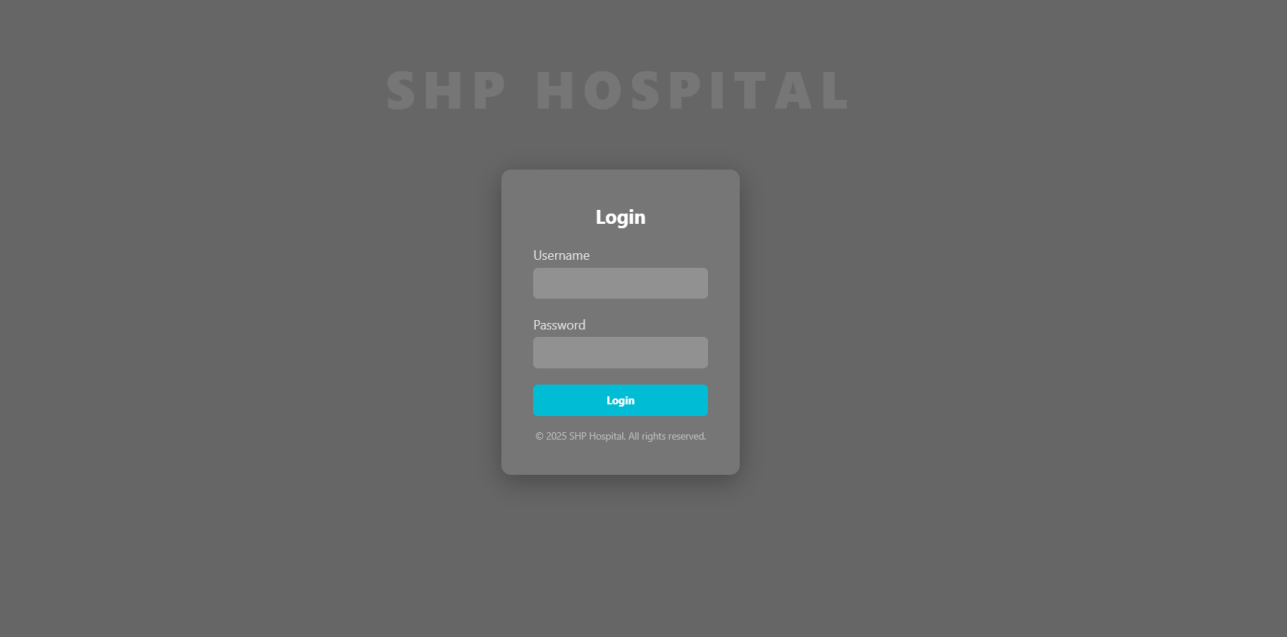 SHP HOSPITAL
Login
Username
Password
Login
© 2025 SHP Hospital. All rights reserved.